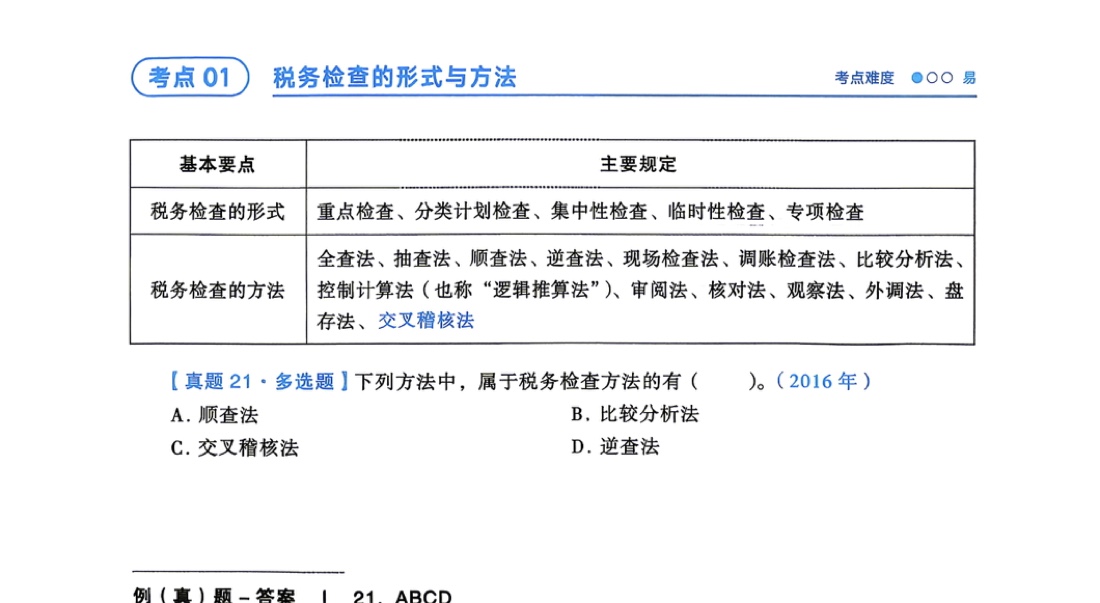 考点 01 税务检查的形式与方法 考点难度 ●○○ 易
基本要点 主要规定
税务检查的形式 重点检查、分类计划检查、集中性检查、临时性检查、专项检查
税务检查的方法 全查法、抽查法、顺查法、逆查法、现场检查法、调账检查法、比较分析法、
控制计算法（也称“逻辑推算法”）、审阅法、核对法、观察法、外调法、盘
存法、交叉稽核法
【真题 21·多选题】下列方法中，属于税务检查方法的有（ ）。（2016 年）
A. 顺查法 B. 比较分析法
C. 交叉稽核法 D. 逆查法
例（真）题－答案 | 21. ABCD